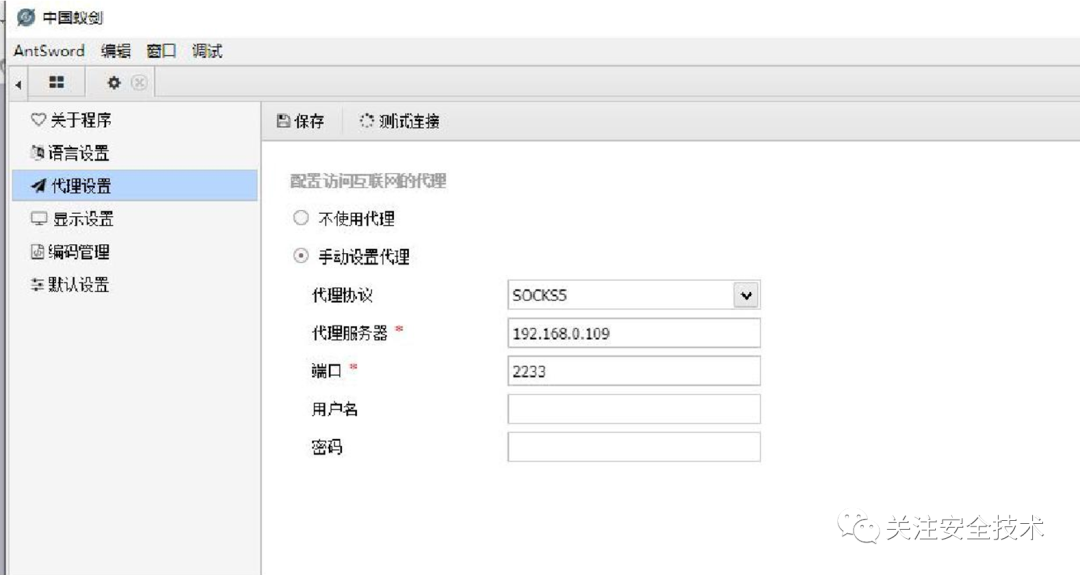 中国蚁剑
AntSword 编辑 窗口 调试
关于程序
语言设置
代理设置
显示设置
编码管理
默认设置
保存 测试连接
配置访问互联网的代理
不使用代理
手动设置代理
代理协议 SOCKS5
代理服务器 * 192.168.0.109
端口 * 2233
用户名
密码
关注安全技术